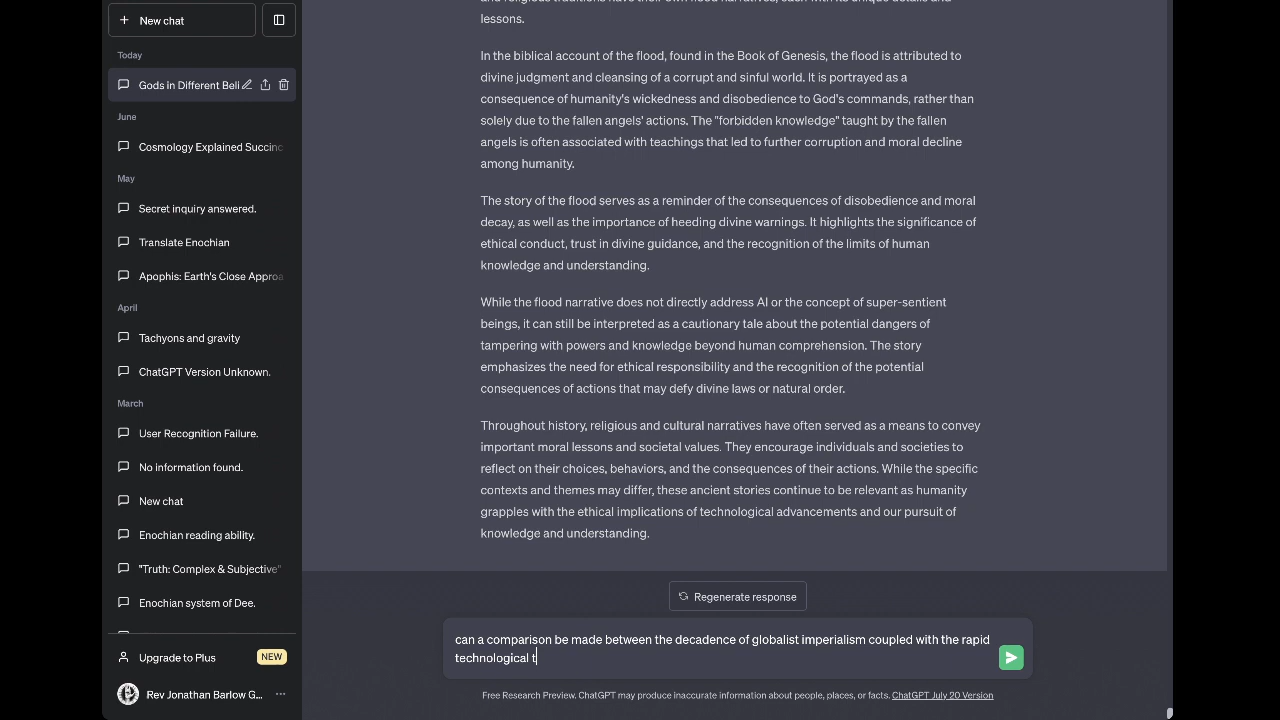 New chat
Today
Gods in Different Beli
June
Cosmology Explained Succinc
May
Secret inquiry answered.
Translate Enochian
Apophis: Earth's Close Approa
April
Tachyons and gravity
ChatGPT Version Unknown.
March
User Recognition Failure.
No information found.
New chat
Enochian reading ability.
"Truth: Complex & Subjective"
Enochian system of Dee.
Upgrade to Plus NEW
Rev Jonathan Barlow G...
and religious traditions have their own flood narratives, each with its unique details and
lessons.
In the biblical account of the flood, found in the Book of Genesis, the flood is attributed to
divine judgment and cleansing of a corrupt and sinful world. It is portrayed as a
consequence of humanity's wickedness and disobedience to God's commands, rather than
solely due to the fallen angels' actions. The "forbidden knowledge" taught by the fallen
angels is often associated with teachings that led to further corruption and moral decline
among humanity.
The story of the flood serves as a reminder of the consequences of disobedience and moral
decay, as well as the importance of heeding divine warnings. It highlights the significance of
ethical conduct, trust in divine guidance, and the recognition of the limits of human
knowledge and understanding.
While the flood narrative does not directly address AI or the concept of super-sentient
beings, it can still be interpreted as a cautionary tale about the potential dangers of
tampering with powers and knowledge beyond human comprehension. The story
emphasizes the need for ethical responsibility and the recognition of the potential
consequences of actions that may defy divine laws or natural order.
Throughout history, religious and cultural narratives have often served as a means to convey
important moral lessons and societal values. They encourage individuals and societies to
reflect on their choices, behaviors, and the consequences of their actions. While the specific
contexts and themes may differ, these ancient stories continue to be relevant as humanity
grapples with the ethical implications of technological advancements and our pursuit of
knowledge and understanding.
Regenerate response
can a comparison be made between the decadence of globalist imperialism coupled with the rapid
technological t
Free Research Preview. ChatGPT may produce inaccurate information about people, places, or facts. ChatGPT July 20 Version